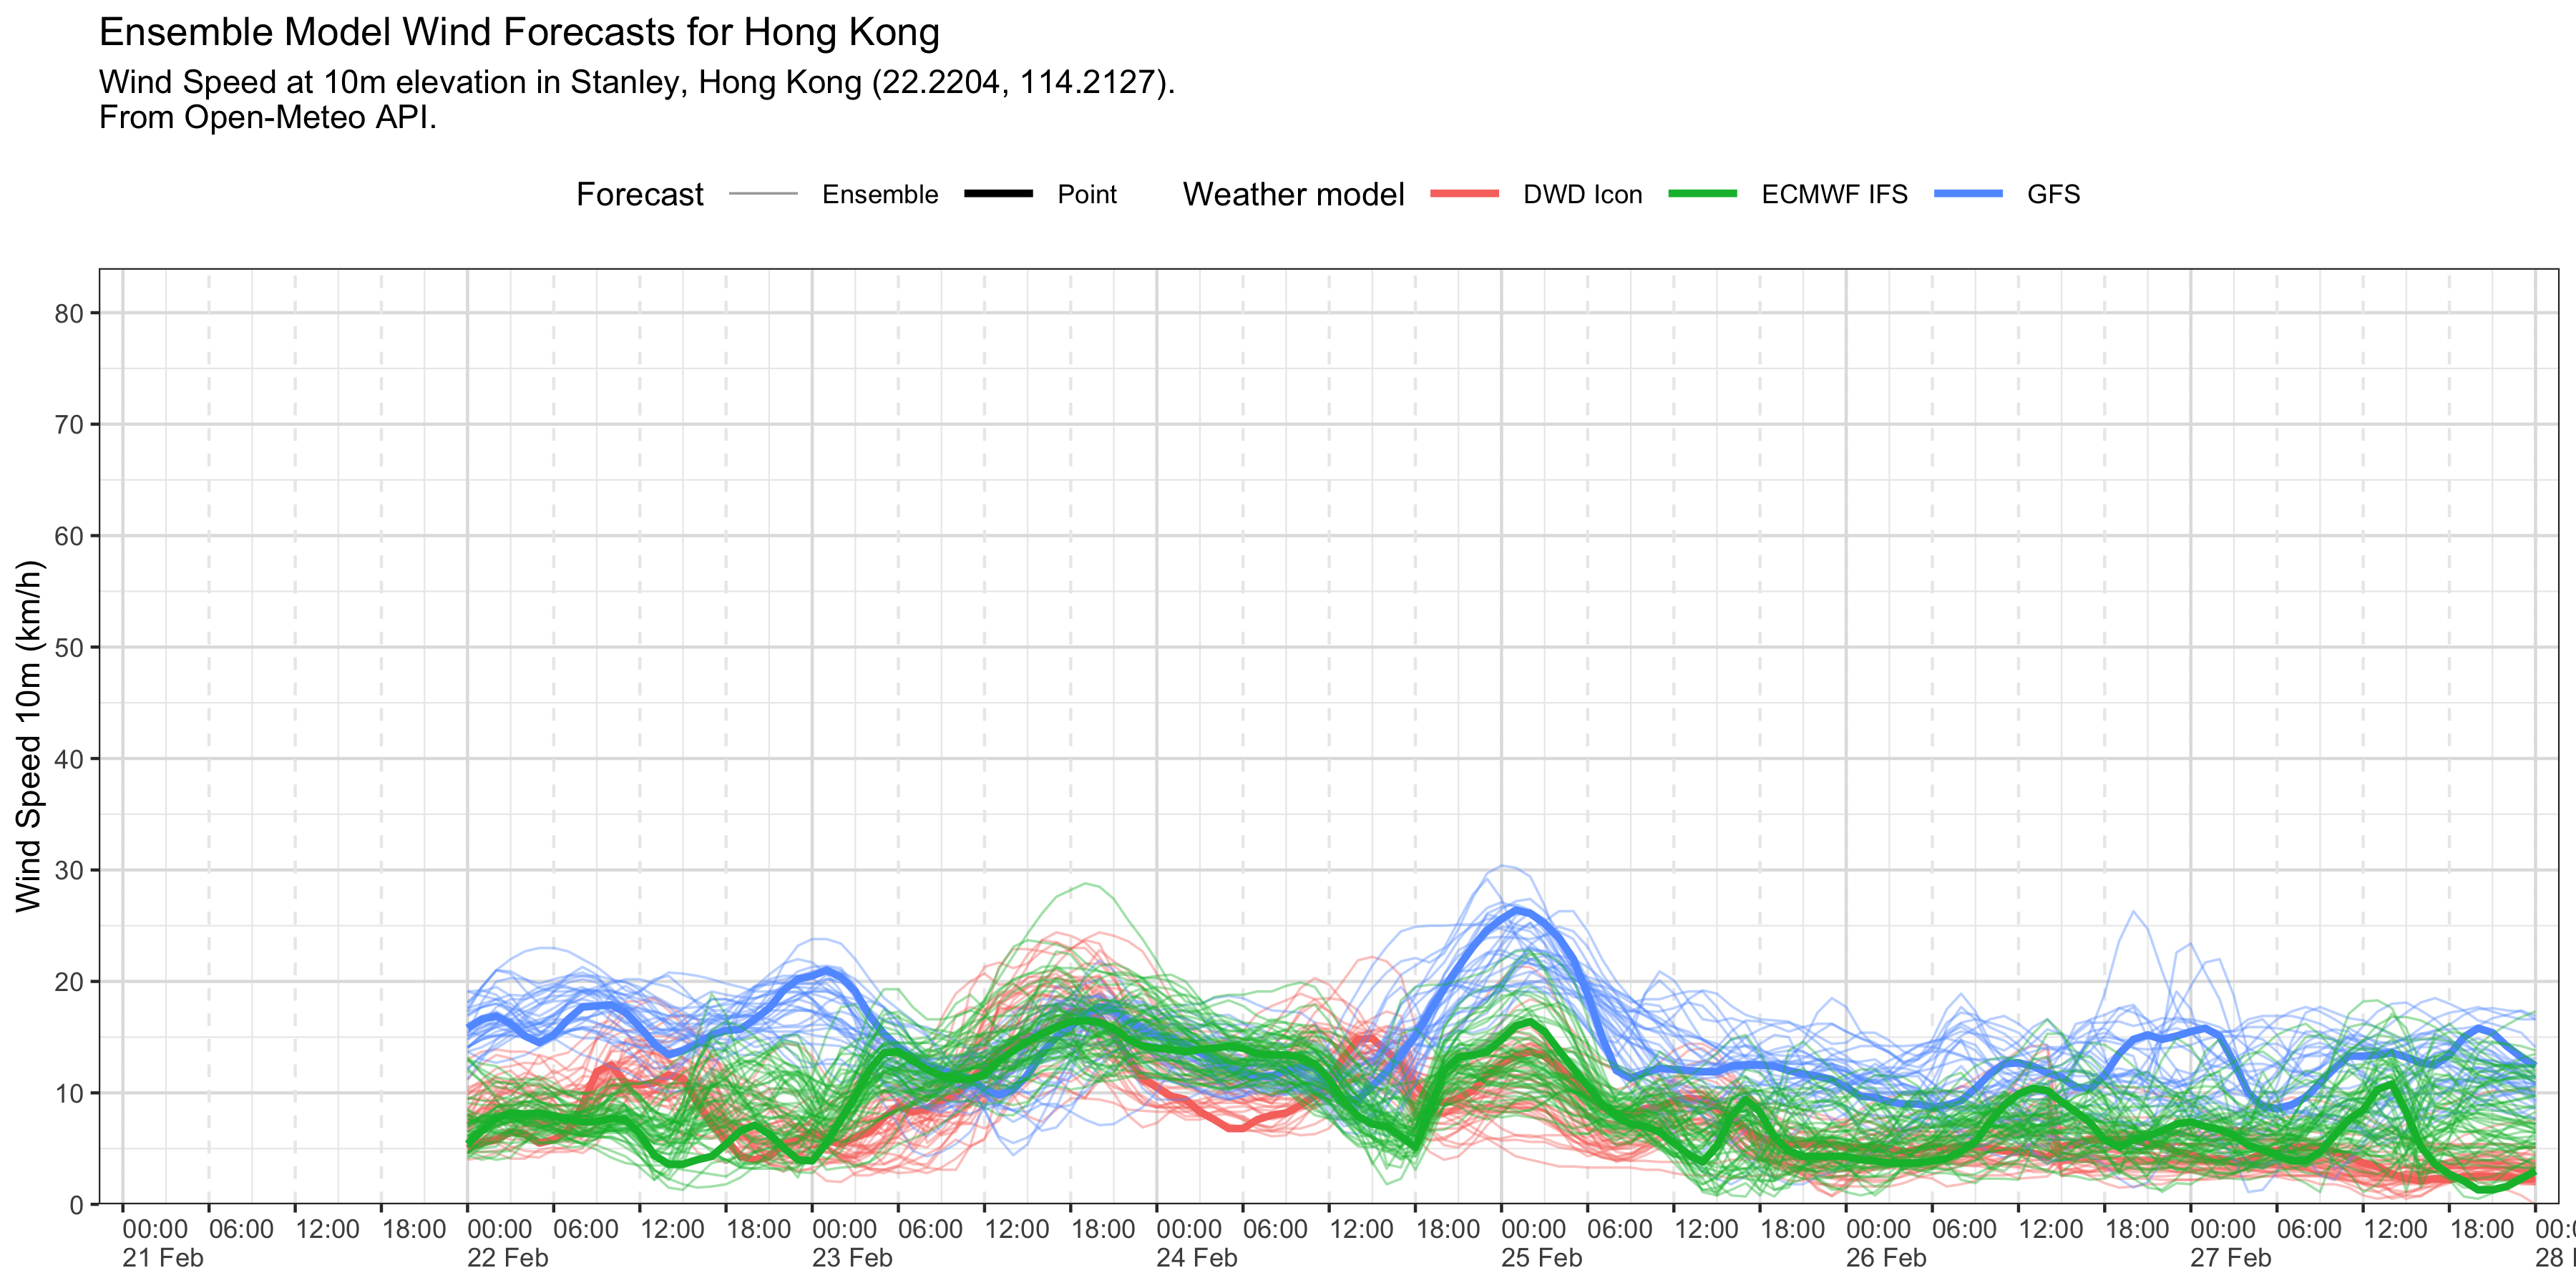 Ensemble Model Wind Forecasts for Hong Kong
Wind Speed at 10m elevation in Stanley, Hong Kong (22.2204, 114.2127).
From Open-Meteo API.
Forecast Ensemble Point Weather model DWD Icon ECMWF IFS GFS
Wind Speed 10m (km/h)
80
70
60
50
40
30
20
10
0
00:00 06:00 12:00 18:00 00:00 06:00 12:00 18:00 00:00 06:00 12:00 18:00 00:00 06:00 12:00 18:00 00:00 06:00 12:00 18:00 00:00 06:00 12:00 18:00 00:00 06:00 12:00 18:00
21 Feb 22 Feb 23 Feb 24 Feb 25 Feb 26 Feb 27 Feb 28